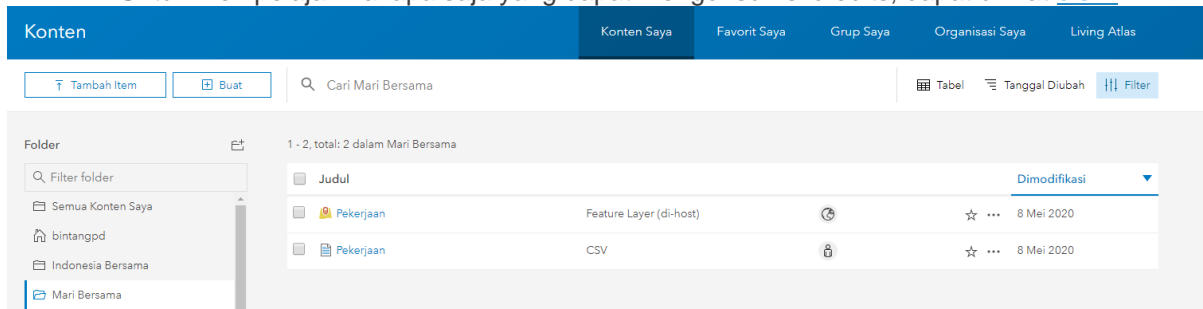 Konten Konten Saya Favorit Saya Grup Saya Organisasi Saya Living Atlas
Tambah Item Buat Cari Mari Bersama Tabel Tanggal Diubah Filter
Folder 1 - 2, total: 2 dalam Mari Bersama
Filter folder Judul Dimodifikasi
Semua Konten Saya Pekerjaan Feature Layer (di-host) 8 Mei 2020
bintangpd
Pekerjaan CSV 8 Mei 2020
Indonesia Bersama
Mari Bersama